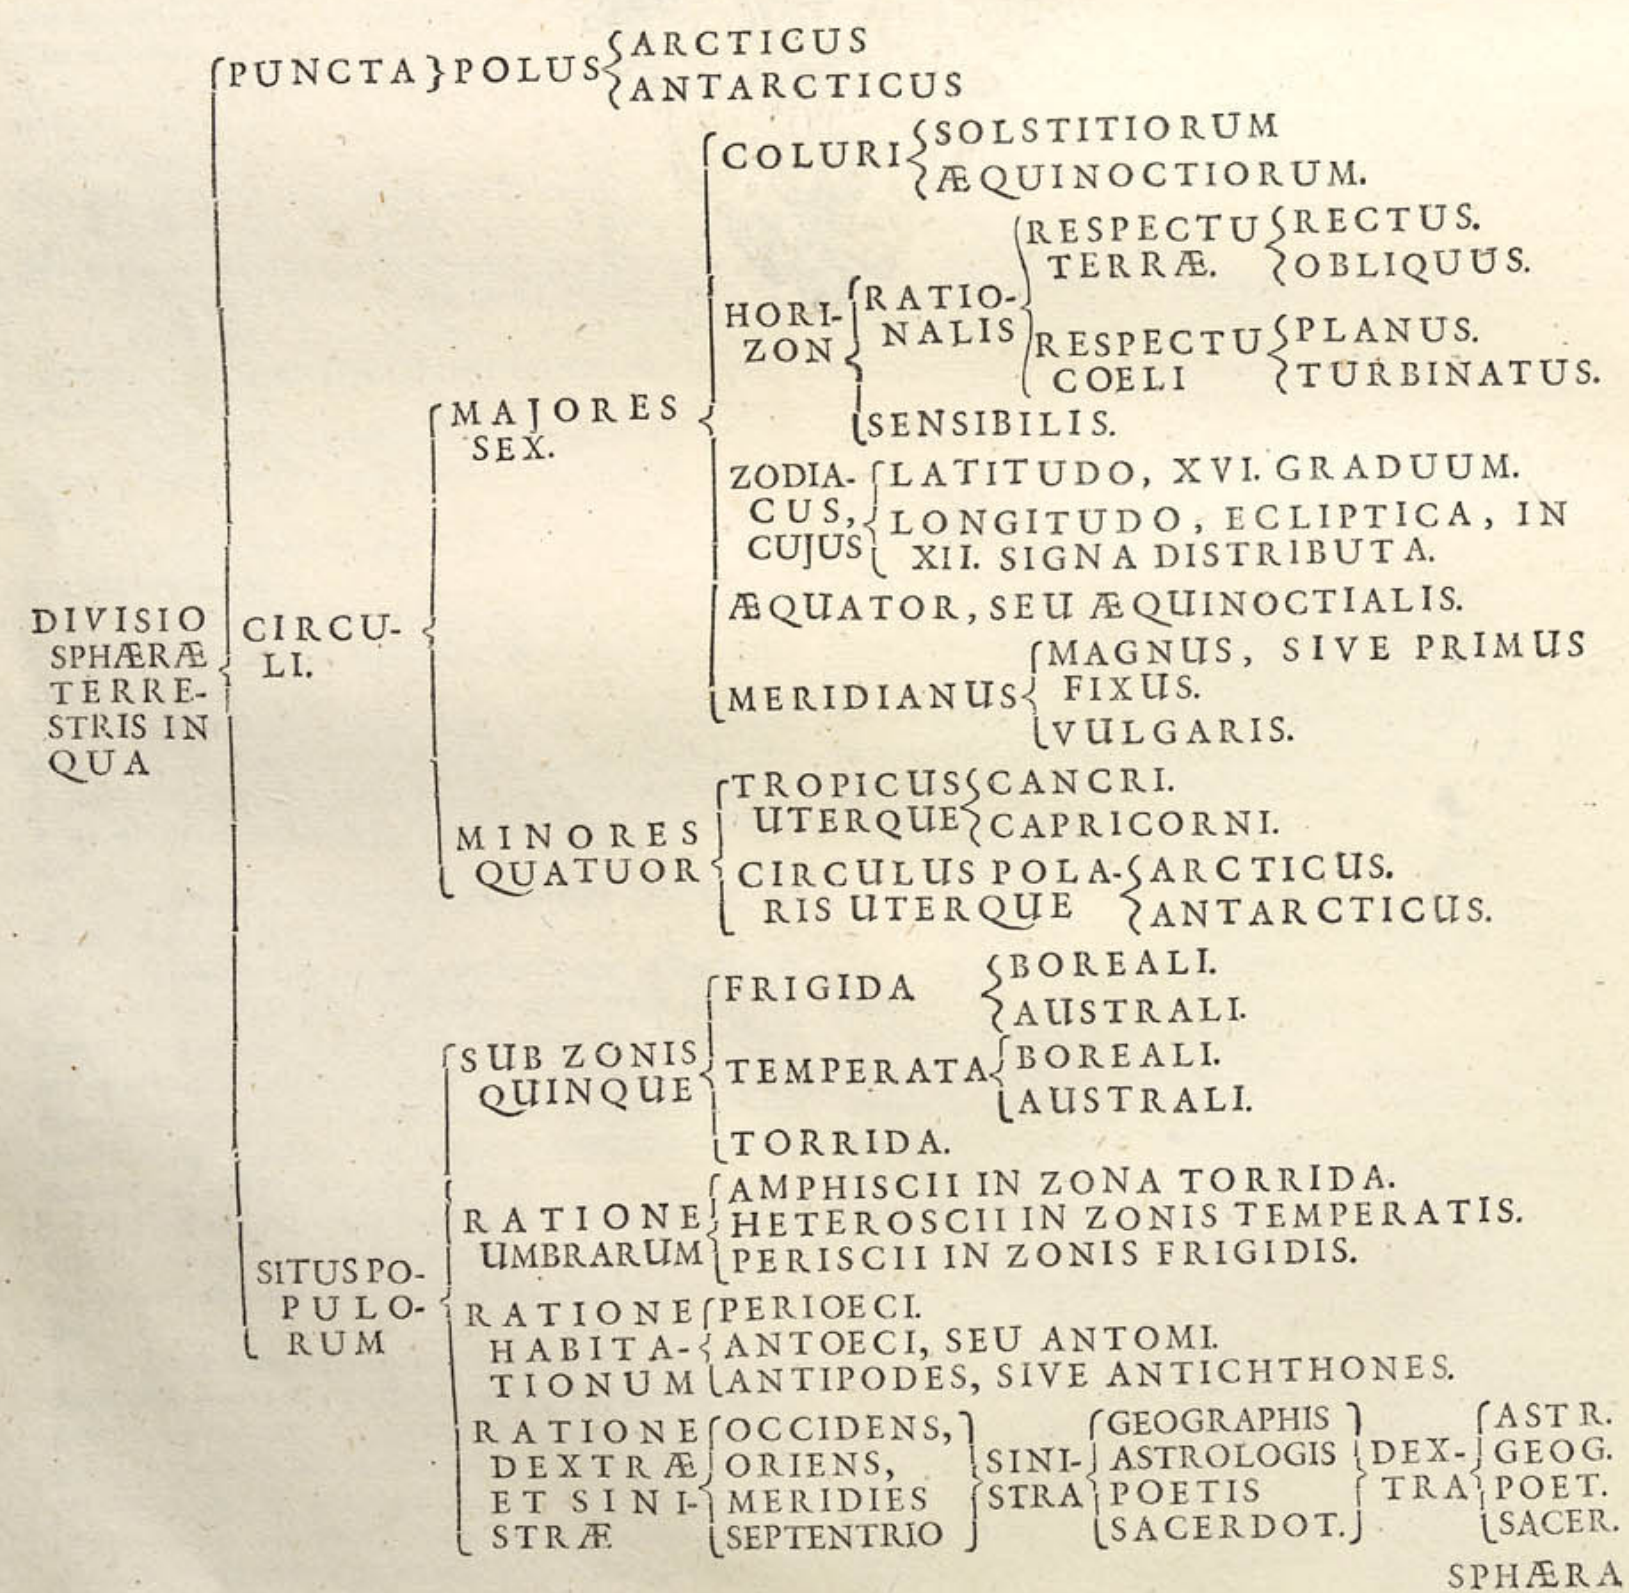 PUNCTA } POLUS { ARCTICUS
ANTARCTICUS
COLURI { SOLSTITIORUM
ÆQUINOCTIORUM.
HORI-
ZON
RATIO-
NALIS
RESPECTU
TERRÆ.
RECTUS.
OBLIQUUS.
RESPECTU
COELI
PLANUS.
TURBINATUS.
SENSIBILIS.
MAJORES
SEX.
ZODIA-
CUS,
CUJUS
LATITUDO, XVI. GRADUUM.
LONGITUDO, ECLIPTICA, IN
XII. SIGNA DISTRIBUTA.
ÆQUATOR, SEU ÆQUINOCTIALIS.
MERIDIANUS
MAGNUS, SIVE PRIMUS
FIXUS.
VULGARIS.
DIVISIO
SPHÆRÆ
TERRE-
STRIS IN
QUA
CIRCU-
LI.
MINORES
QUATUOR
TROPICUS
UTERQUE
CANCRI.
CAPRICORNI.
CIRCULUS POLA-
RIS UTERQUE
ARCTICUS.
ANTARCTICUS.
SUB ZONIS
QUINQUE
FRIGIDA
BOREALI.
AUSTRALI.
TEMPERATA
BOREALI.
AUSTRALI.
TORRIDA.
SITUS PO-
PULO-
RUM
RATIONE
UMBRARUM
AMPHISCII IN ZONA TORRIDA.
HETEROSCII IN ZONIS TEMPERATIS.
PERISCII IN ZONIS FRIGIDIS.
RATIONE
HABITA-
TIONUM
PERIOECI.
ANTOECI, SEU ANTOMI.
ANTIPODES, SIVE ANTICHTHONES.
RATIONE
DEXTRÆ
ET SINI-
STRÆ
OCCIDENS,
ORIENS,
MERIDIES
SEPTENTRIO
SINI-
STRA
GEOGRAPHIS
ASTROLOGIS
POETIS
SACERDOT.
DEX-
TRA
ASTR.
GEOG.
POET.
SACER.
SPHÆRA